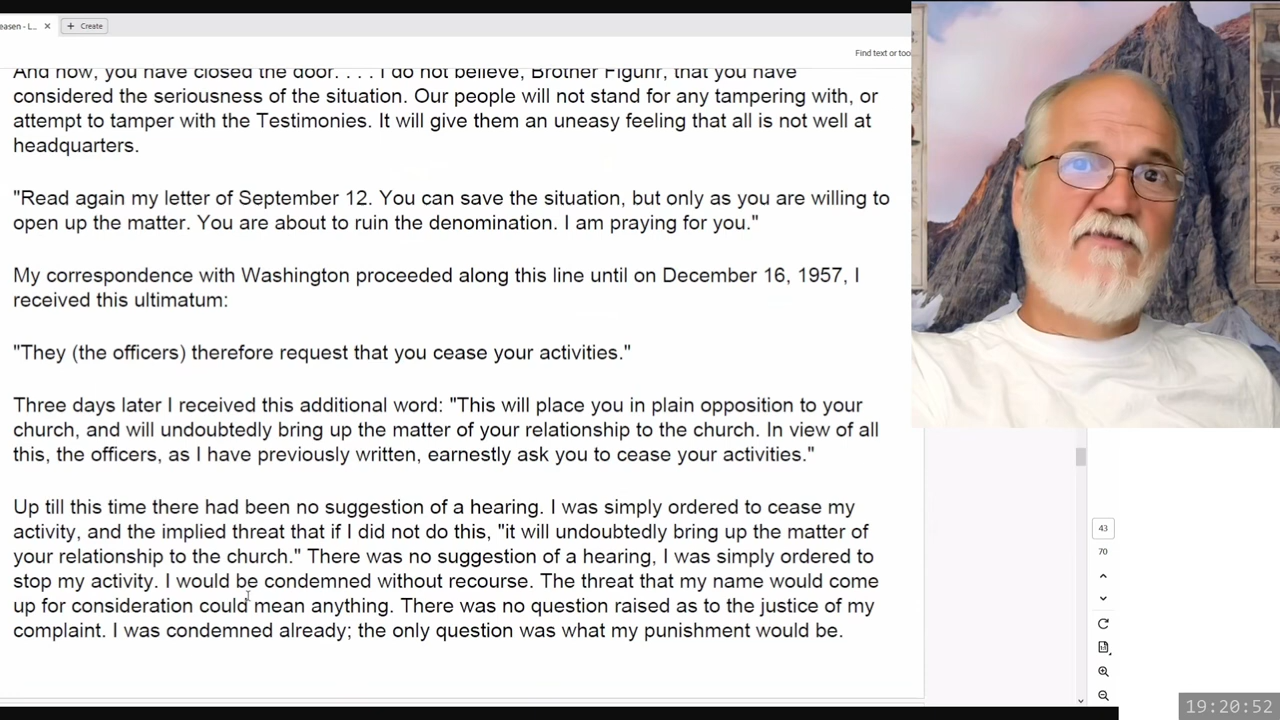 easen - L...
Create
Find text or too
And now, you have closed the door. . . . I do not believe, Brother Figuhr, that you have
considered the seriousness of the situation. Our people will not stand for any tampering with, or
attempt to tamper with the Testimonies. It will give them an uneasy feeling that all is not well at
headquarters.
"Read again my letter of September 12. You can save the situation, but only as you are willing to
open up the matter. You are about to ruin the denomination. I am praying for you."
My correspondence with Washington proceeded along this line until on December 16, 1957, I
received this ultimatum:
"They (the officers) therefore request that you cease your activities."
Three days later I received this additional word: "This will place you in plain opposition to your
church, and will undoubtedly bring up the matter of your relationship to the church. In view of all
this, the officers, as I have previously written, earnestly ask you to cease your activities."
Up till this time there had been no suggestion of a hearing. I was simply ordered to cease my
activity, and the implied threat that if I did not do this, "it will undoubtedly bring up the matter of
your relationship to the church." There was no suggestion of a hearing, I was simply ordered to
stop my activity. I would be condemned without recourse. The threat that my name would come
up for consideration could mean anything. There was no question raised as to the justice of my
complaint. I was condemned already; the only question was what my punishment would be.
43
70
19:20:52